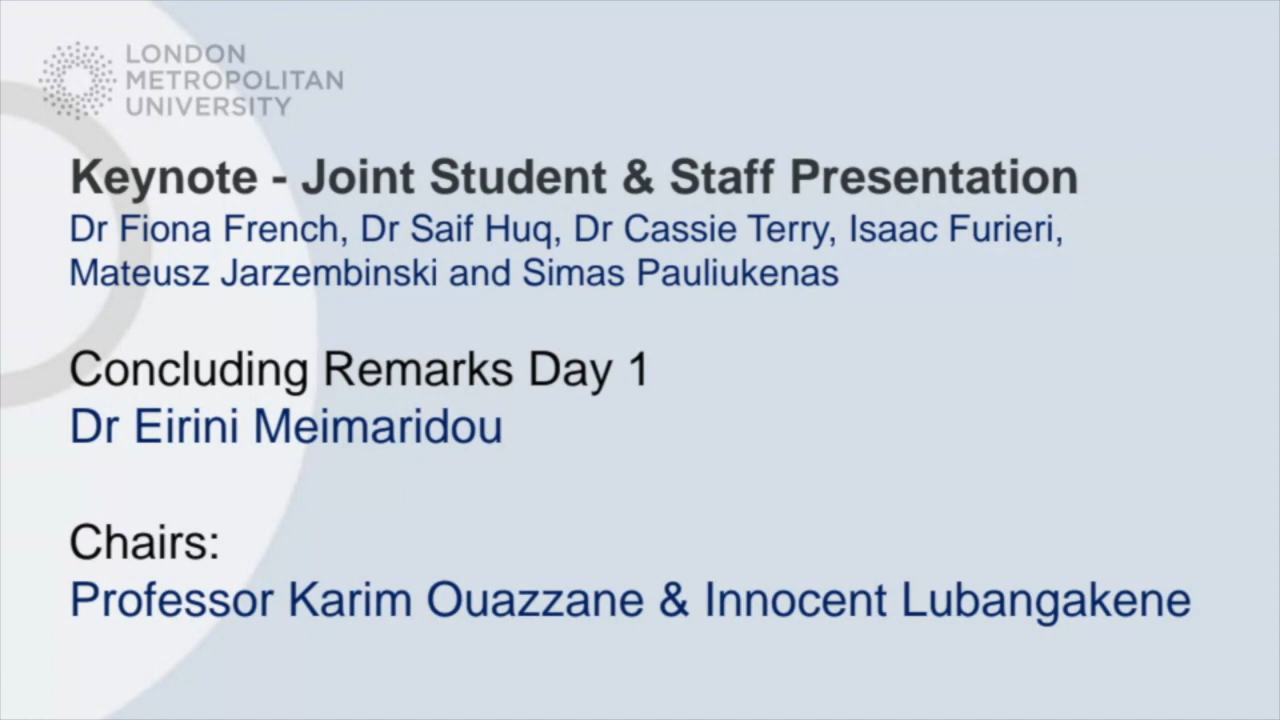 LONDON
METROPOLITAN
UNIVERSITY
Keynote - Joint Student & Staff Presentation
Dr Fiona French, Dr Saif Huq, Dr Cassie Terry, Isaac Furieri,
Mateusz Jarzembinski and Simas Pauliukenas
Concluding Remarks Day 1
Dr Eirini Meimaridou
Chairs:
Professor Karim Ouazzane & Innocent Lubangakene